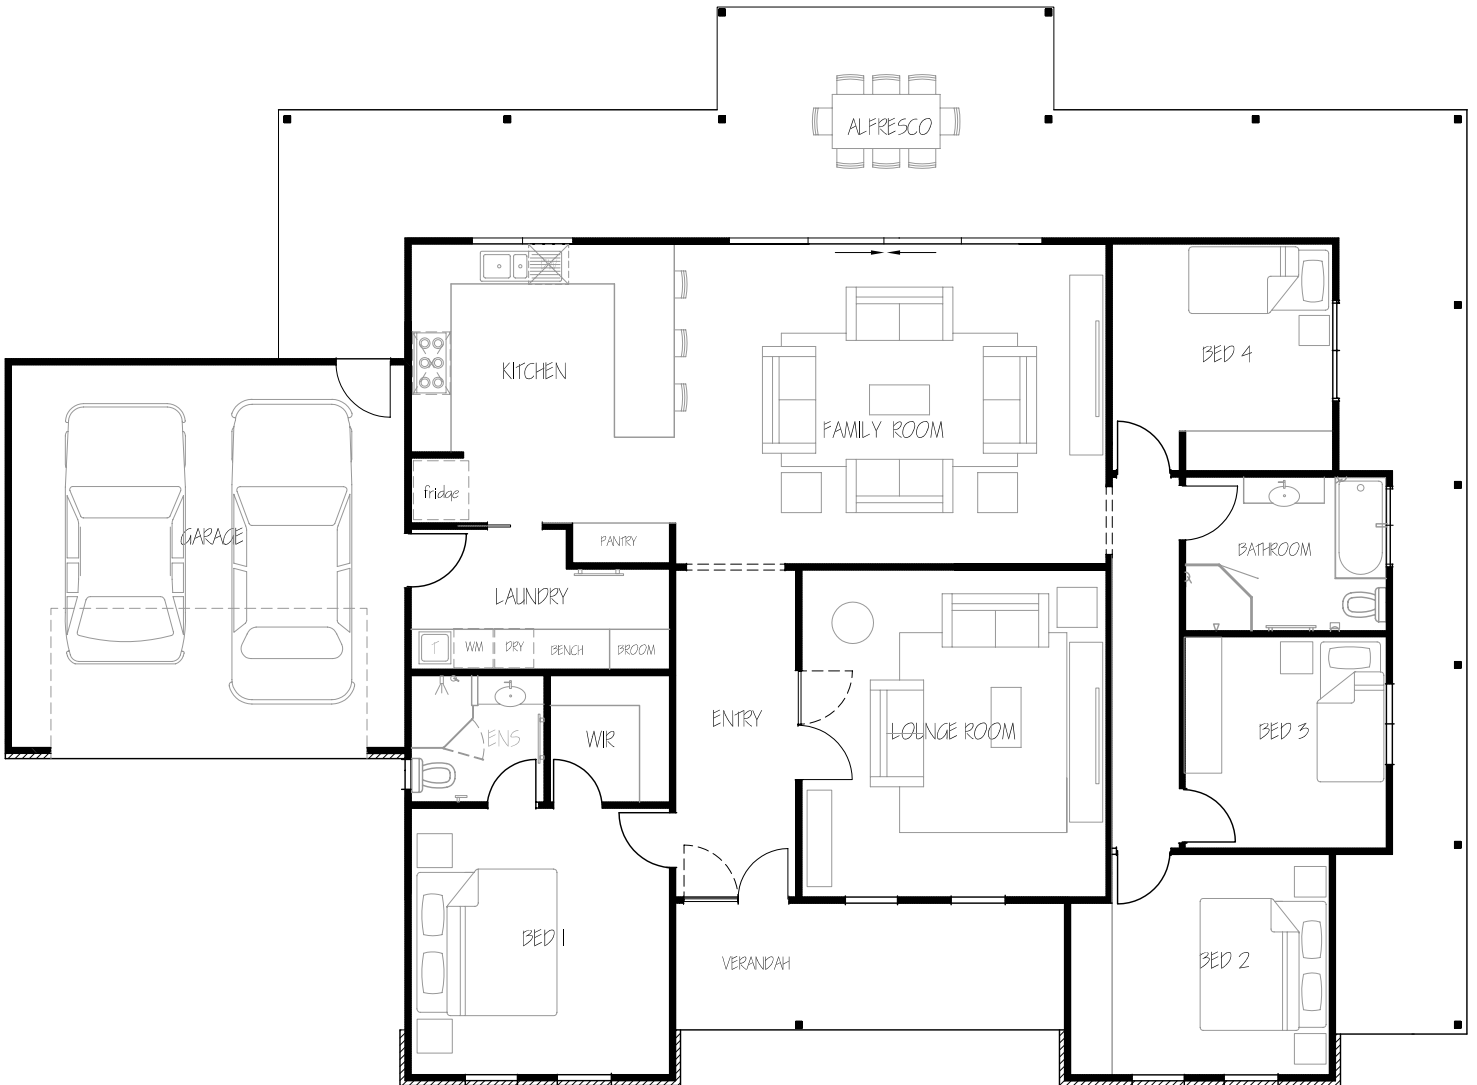 ALFRESCO
KITCHEN
BED 4
FAMILY ROOM
fridge
GARAGE
PANTRY
BATHROOM
LAUNDRY
T
WM
DRY
BENCH
BROOM
ENS
WIR
ENTRY
LOUNGE ROOM
BED 3
BED 1
VERANDAH
BED 2